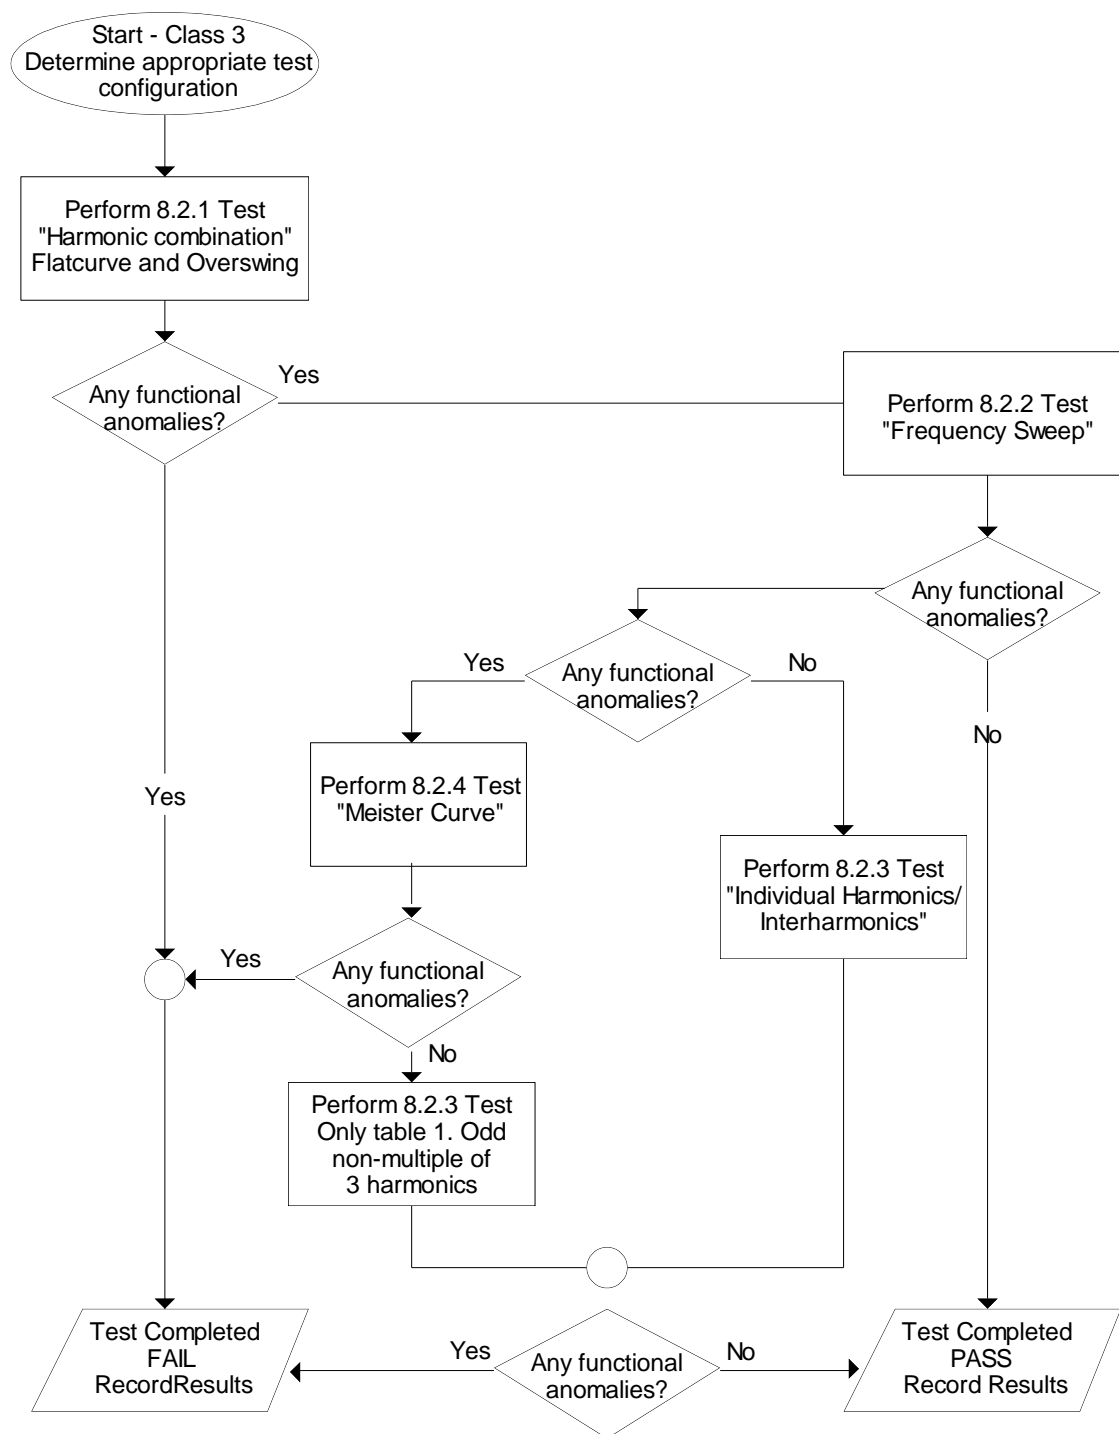 Start - Class 3
Determine appropriate test
configuration
Perform 8.2.1 Test
"Harmonic combination"
Flatcurve and Overswing
Any functional
anomalies?
Yes
Perform 8.2.2 Test
"Frequency Sweep"
Any functional
anomalies?
Yes
Any functional
anomalies?
No
No
Yes
Perform 8.2.4 Test
"Meister Curve"
Perform 8.2.3 Test
"Individual Harmonics/
Interharmonics"
Yes
Any functional
anomalies?
No
Perform 8.2.3 Test
Only table 1. Odd
non-multiple of
3 harmonics
Test Completed
FAIL
RecordResults
Yes
Any functional
anomalies?
No
Test Completed
PASS
Record Results